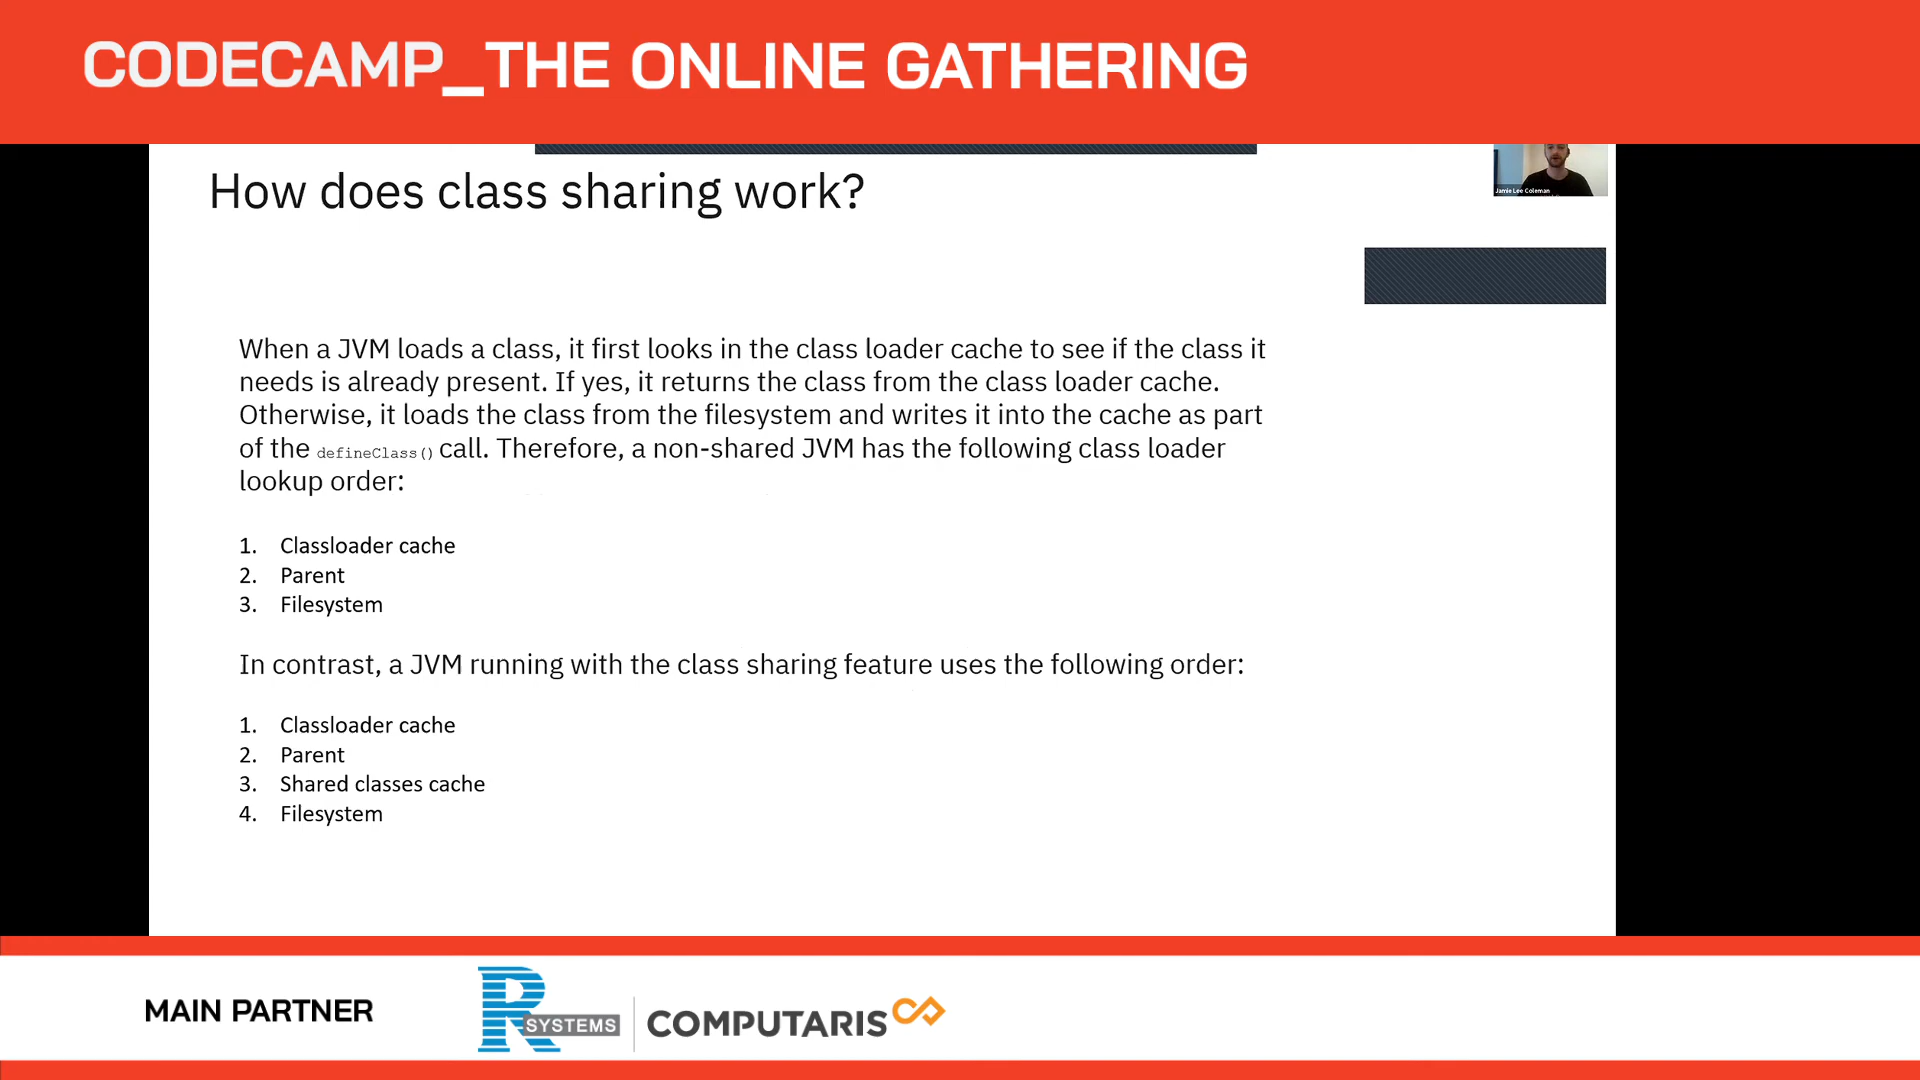 CODECAMP_THE ONLINE GATHERING
How does class sharing work?
Jamie Lee Coleman
When a JVM loads a class, it first looks in the class loader cache to see if the class it
needs is already present. If yes, it returns the class from the class loader cache.
Otherwise, it loads the class from the filesystem and writes it into the cache as part
of the defineClass() call. Therefore, a non-shared JVM has the following class loader
lookup order:
1. Classloader cache
2. Parent
3. Filesystem
In contrast, a JVM running with the class sharing feature uses the following order:
1. Classloader cache
2. Parent
3. Shared classes cache
4. Filesystem
MAIN PARTNER
R SYSTEMS
COMPUTARIS